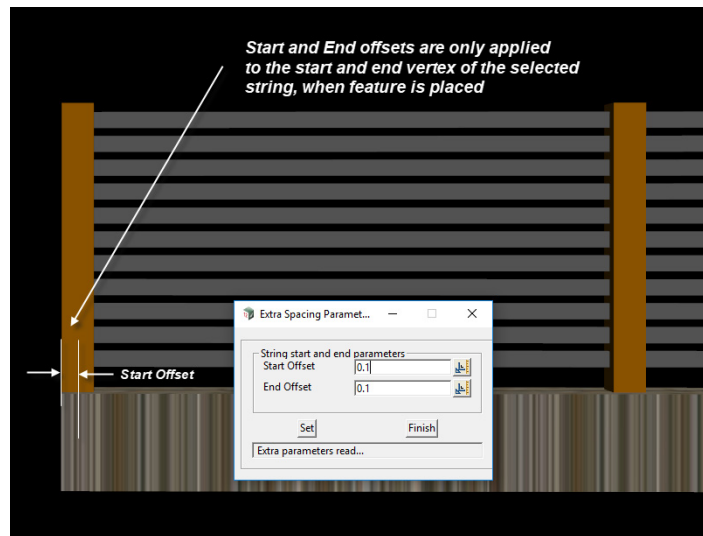 Start and End offsets are only applied
to the start and end vertex of the selected
string, when feature is placed
Extra Spacing Paramet...
String start and end parameters
Start Offset
0.1
End Offset
0.1
Set
Finish
Extra parameters read...
Start Offset